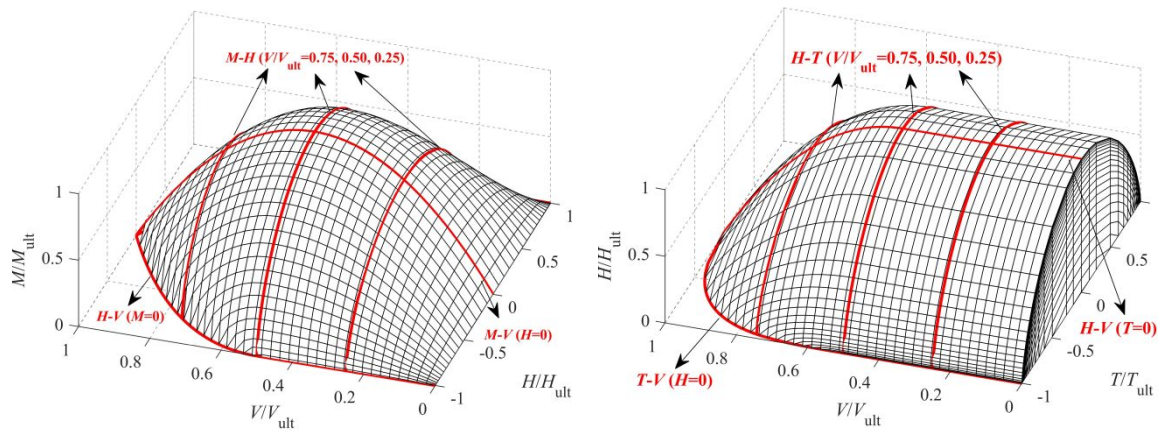 M-H (V/Vult=0.75, 0.50, 0.25)
1
0.5
0
M/Mult
H-V (M=0)
M-V (H=0)
1
0.8
0.6
0.4
0.2
0
V/Vult
-1
-0.5
0
0.5
1
H/Hult
H-T (V/Vult=0.75, 0.50, 0.25)
1
0.5
0
H/Hult
T-V (H=0)
H-V (T=0)
1
0.8
0.6
0.4
0.2
0
V/Vult
-1
-0.5
0
0.5
1
T/Tult